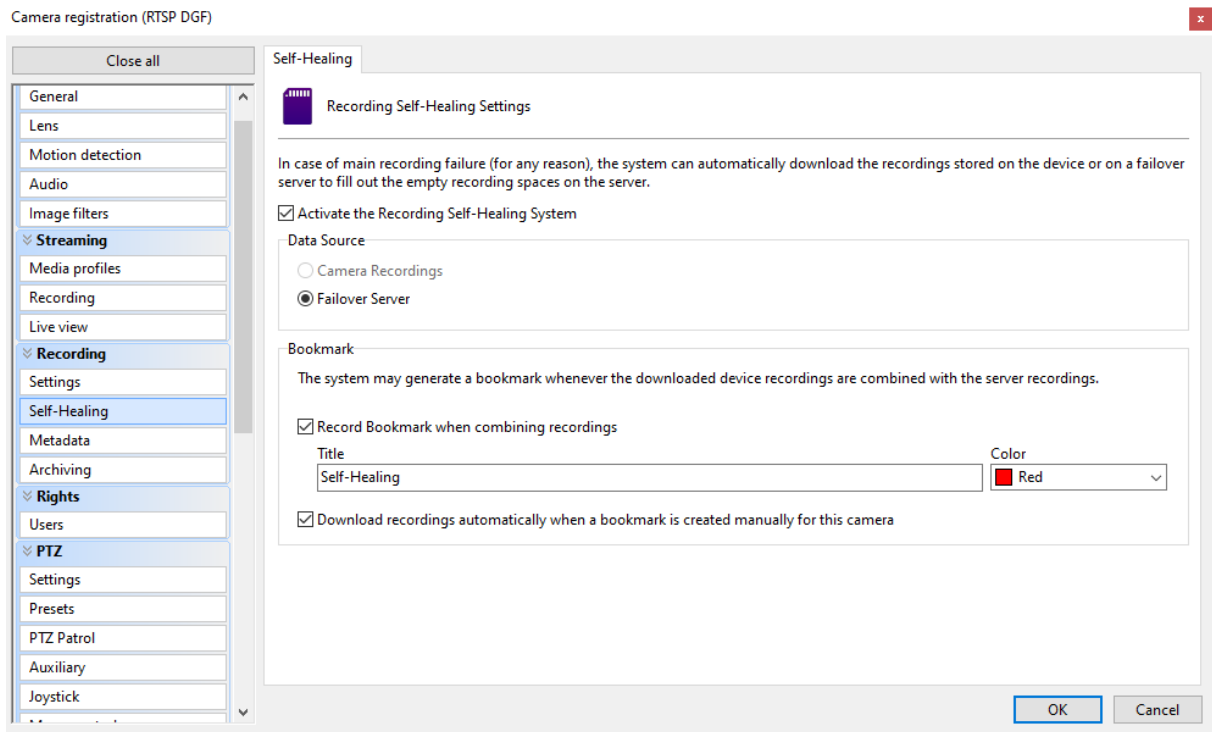 Camera registration (RTSP DGF)
x
Close all
General
Lens
Motion detection
Audio
Image filters
Streaming
Media profiles
Recording
Live view
Recording
Settings
Self-Healing
Metadata
Archiving
Rights
Users
PTZ
Settings
Presets
PTZ Patrol
Auxiliary
Joystick
Self-Healing
Recording Self-Healing Settings
In case of main recording failure (for any reason), the system can automatically download the recordings stored on the device or on a failover
server to fill out the empty recording spaces on the server.
Activate the Recording Self-Healing System
Data Source
Camera Recordings
Failover Server
Bookmark
The system may generate a bookmark whenever the downloaded device recordings are combined with the server recordings.
Record Bookmark when combining recordings
Title
Color
Self-Healing
Red
Download recordings automatically when a bookmark is created manually for this camera
OK
Cancel